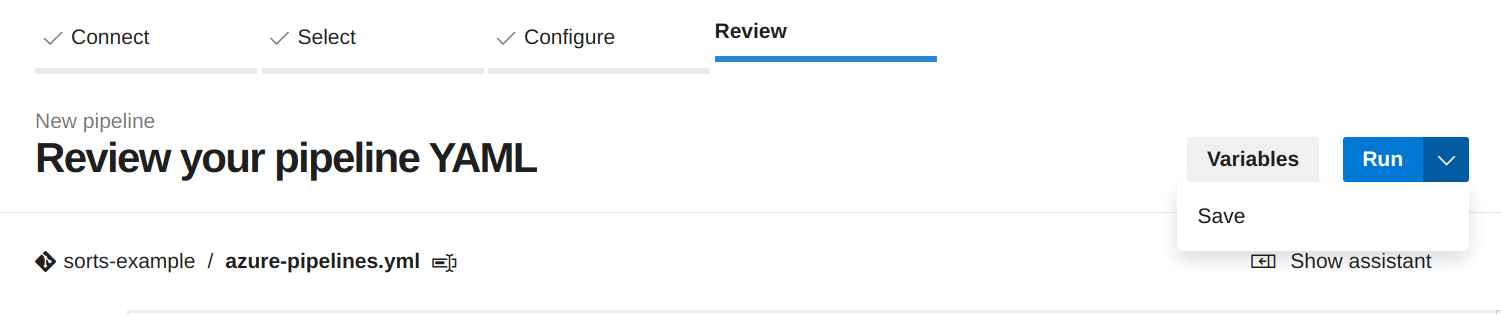 Connect Select Configure Review
New pipeline
Review your pipeline YAML
Variables Run
Save
sorts-example / azure-pipelines.yml
Show assistant